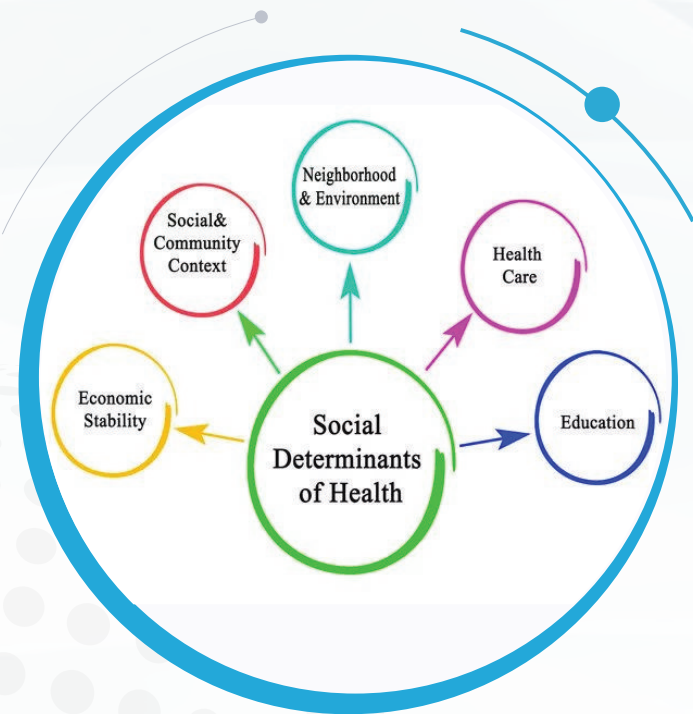 Neighborhood
& Environment
Social&
Community
Context
Health
Care
Economic
Stability
Education
Social
Determinants
of Health